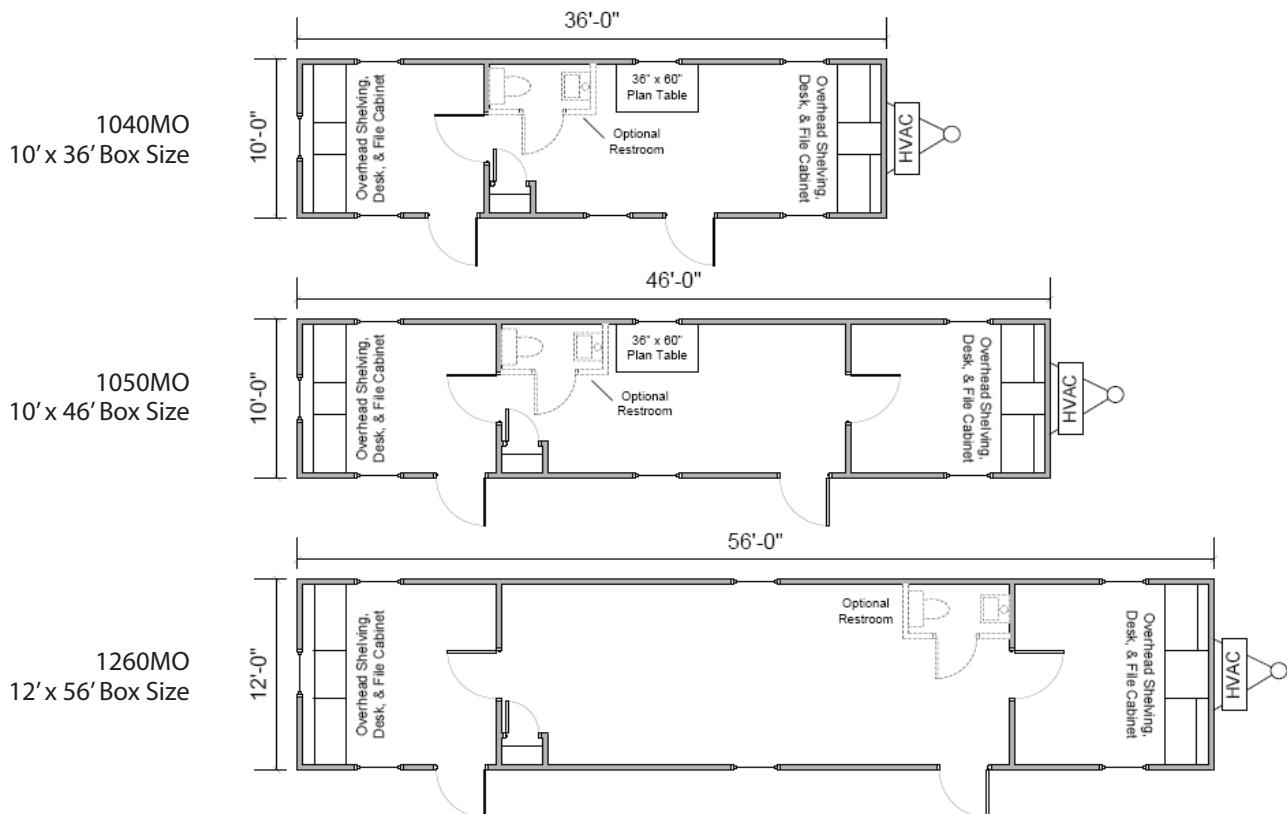 36'-0"
1040MO
10' x 36' Box Size
10'-0"
Overhead Shelving,
Desk, & File Cabinet
36" x 60"
Plan Table
Optional
Restroom
Overhead Shelving,
Desk, & File Cabinet
HVAC
46'-0"
1050MO
10' x 46' Box Size
10'-0"
Overhead Shelving,
Desk, & File Cabinet
36" x 60"
Plan Table
Optional
Restroom
Overhead Shelving,
Desk, & File Cabinet
HVAC
56'-0"
1260MO
12' x 56' Box Size
12'-0"
Overhead Shelving,
Desk, & File Cabinet
Optional
Restroom
Overhead Shelving,
Desk, & File Cabinet
HVAC